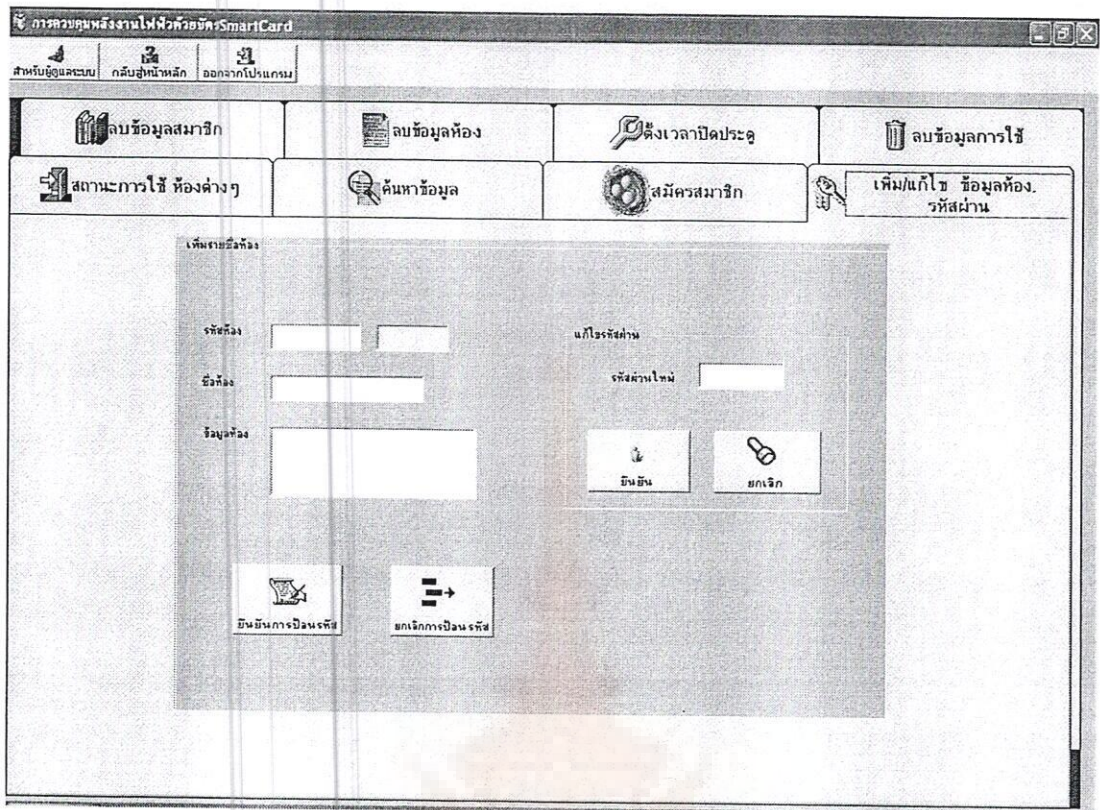 การควบคุมพลังงานไฟฟ้าด้วยบัตรSmartCard
สำหรับผู้ดูแลระบบ กลับสู่หน้าหลัก ออกจากโปรแกรม
ลบข้อมูลสมาชิก ลบข้อมูลห้อง ตั้งเวลาปิดประตู ลบข้อมูลการใช้
สถานะการใช้ ห้องต่างๆ ค้นหาข้อมูล สมัครสมาชิก เพิ่ม/แก้ไข ข้อมูลห้อง.
รหัสผ่าน
เพิ่มรายชื่อห้อง
รหัสห้อง แก้ไขรหัสผ่าน
ชื่อห้อง รหัสผ่านใหม่
ข้อมูลห้อง
ยืนยัน ยกเลิก
ยืนยันการป้อนรหัส ยกเลิกการป้อนรหัส